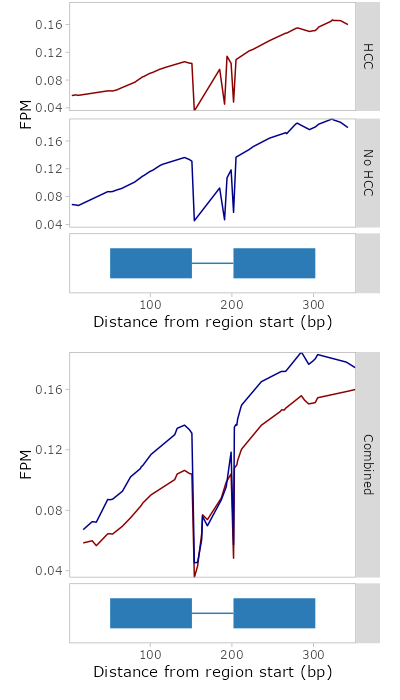 0.16
0.12
0.08
0.04
HCC
FPM
0.16
0.12
0.08
0.04
No HCC
100 200 300
Distance from region start (bp)
0.16
0.12
0.04
FPM
Combined
100 200 300
Distance from region start (bp)